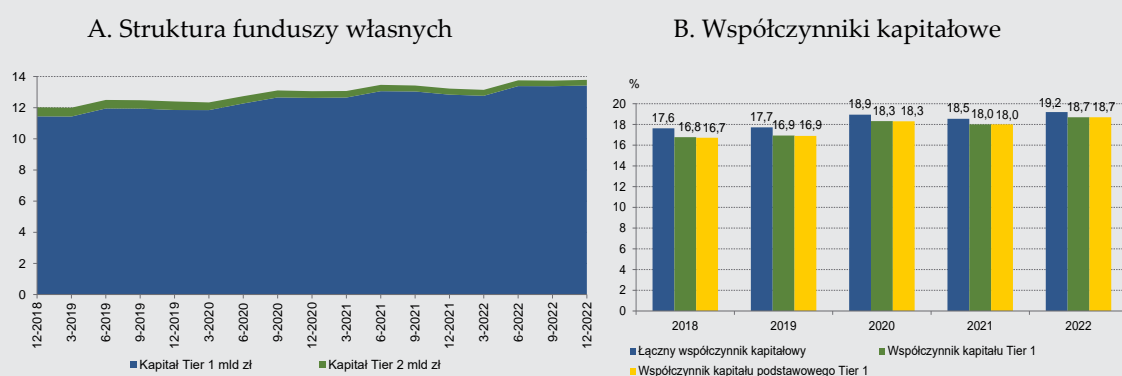 A. Struktura funduszy własnych
14
12
10
8
6
4
2
0
12-2018
3-2019
6-2019
9-2019
12-2019
3-2020
6-2020
9-2020
12-2020
3-2021
6-2021
9-2021
12-2021
3-2022
6-2022
9-2022
12-2022
Kapitał Tier 1 mld zł
Kapitał Tier 2 mld zł
B. Współczynniki kapitałowe
%
20
18
16
14
12
10
8
6
4
2
0
17,6 16,8 16,7
17,7 16,9 16,9
18,9 18,3 18,3
18,5 18,0 18,0
19,2 18,7 18,7
2018 2019 2020 2021 2022
Łączny współczynnik kapitałowy
Współczynnik kapitału Tier 1
Współczynnik kapitału podstawowego Tier 1